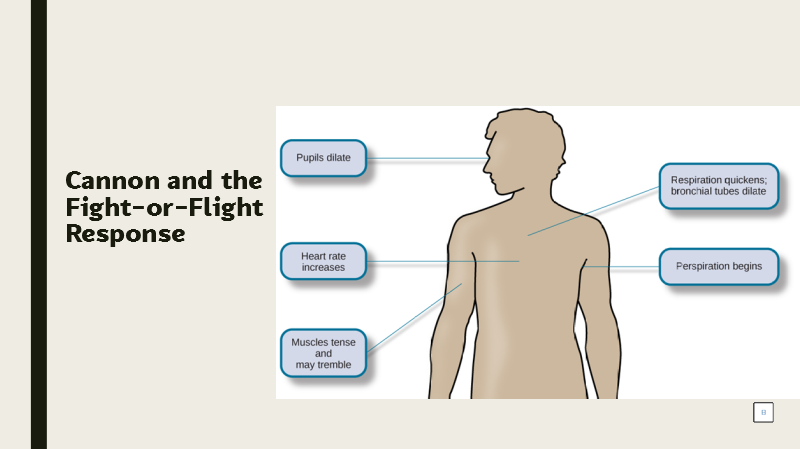 Cannon and the
Fight-or-Flight
Response
Pupils dilate
Heart rate
increases
Muscles tense
and
may tremble
Respiration quickens;
bronchial tubes dilate
Perspiration begins